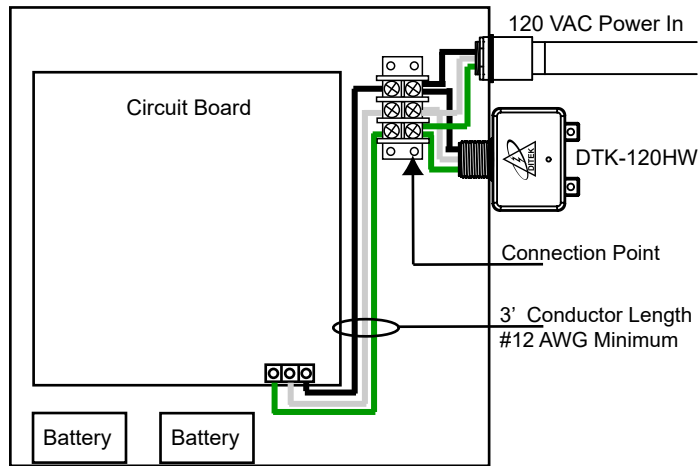 120 VAC Power In
Circuit Board
DITEK
DTK-120HW
Connection Point
3' Conductor Length
#12 AWG Minimum
Battery
Battery